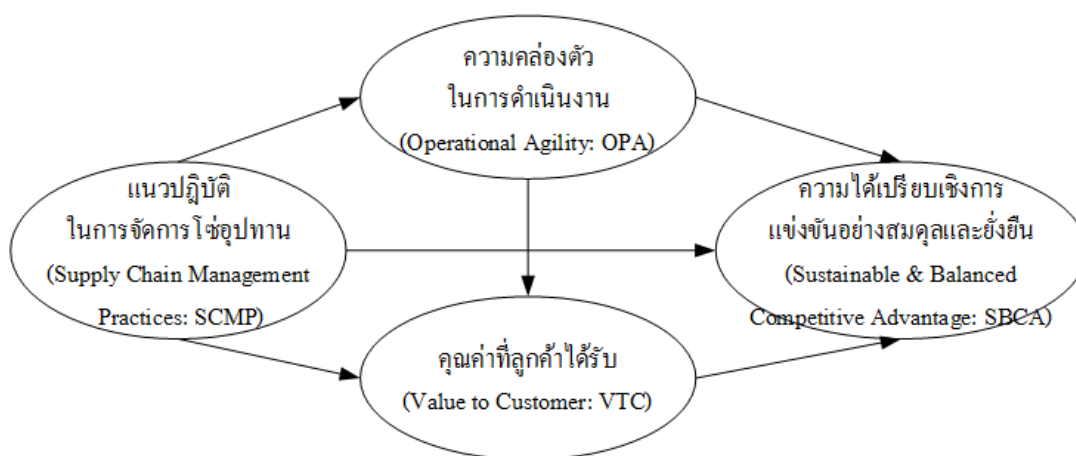 ความคล่องตัว
ในการดำเนินงาน
(Operational Agility: OPA)
แนวปฏิบัติ
ในการจัดการโซ่อุปทาน
(Supply Chain Management
Practices: SCMP)
ความได้เปรียบเชิงการ
แข่งขันอย่างสมดุลและยั่งยืน
(Sustainable & Balanced
Competitive Advantage: SBCA)
คุณค่าที่ลูกค้าได้รับ
(Value to Customer: VTC)